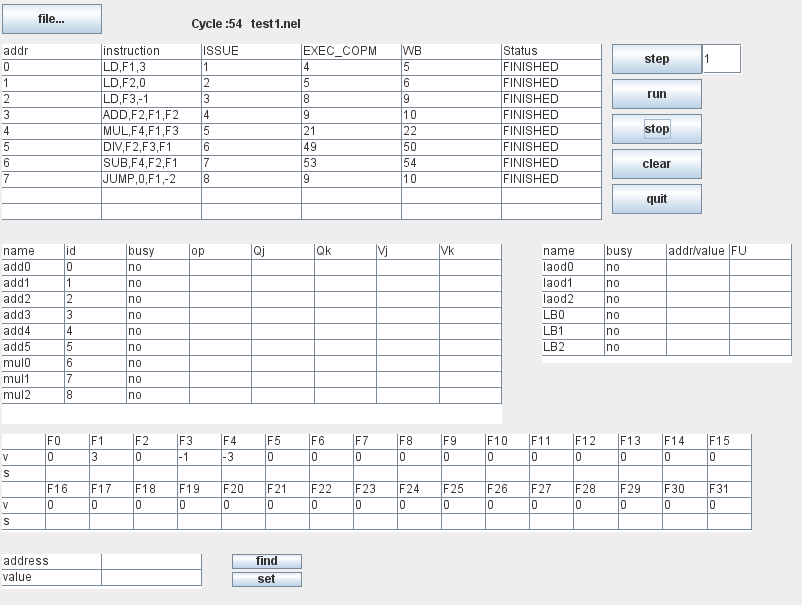 file...
Cycle :54 test1.nel
addr instruction ISSUE EXEC_COPM WB Status
0 LD,F1,3 1 4 5 FINISHED
1 LD,F2,0 2 5 6 FINISHED
2 LD,F3,-1 3 8 9 FINISHED
3 ADD,F2,F1,F2 4 9 10 FINISHED
4 MUL,F4,F1,F3 5 21 22 FINISHED
5 DIV,F2,F3,F1 6 49 50 FINISHED
6 SUB,F4,F2,F1 7 53 54 FINISHED
7 JUMP,0,F1,-2 8 9 10 FINISHED
step 1
run
stop
clear
quit
name id busy op Qj Qk Vj Vk
add0 0 no
add1 1 no
add2 2 no
add3 3 no
add4 4 no
add5 5 no
mul0 6 no
mul1 7 no
mul2 8 no
name busy addr/value FU
laod0 no
laod1 no
laod2 no
LB0 no
LB1 no
LB2 no
F0 F1 F2 F3 F4 F5 F6 F7 F8 F9 F10 F11 F12 F13 F14 F15
v 0 3 0 -1 -3 0 0 0 0 0 0 0 0 0 0 0
s
F16 F17 F18 F19 F20 F21 F22 F23 F24 F25 F26 F27 F28 F29 F30 F31
v 0 0 0 0 0 0 0 0 0 0 0 0 0 0 0 0
s
address
value
find
set